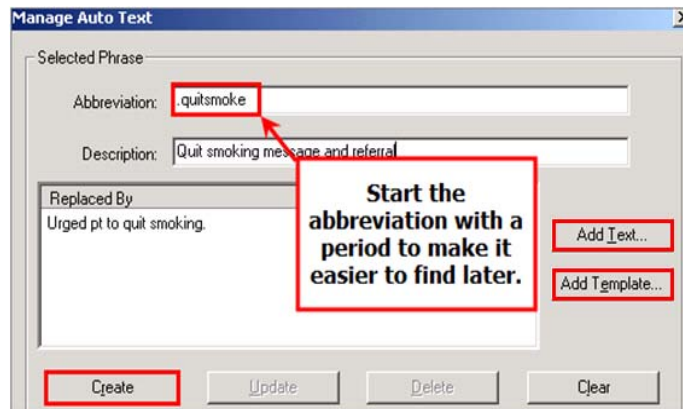 Manage Auto Text
Selected Phrase
Abbreviation: .quitsmoke
Description: Quit smoking message and referral
Replaced By
Urged pt to quit smoking.
Start the
abbreviation with a
period to make it
easier to find later.
Add Text...
Add Template...
Create Update Delete Clear